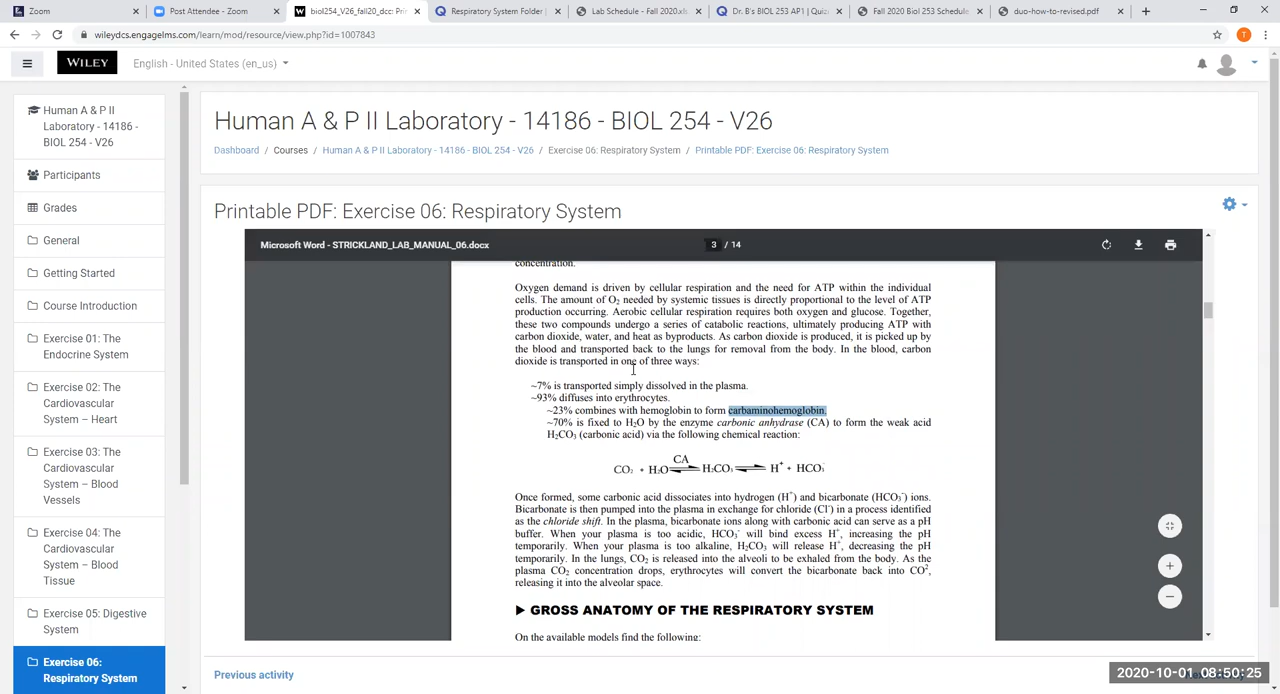 Zoom
Post Attendee - Zoom
biol254_V26_fall20_dcc: Prin
Respiratory System Folder |
Lab Schedule - Fall 2020.xls
Dr. B's BIOL 253 AP1 | Quiz
Fall 2020 Biol 253 Schedule
duo-how-to-revised.pdf
wileydcs.engagelms.com/learn/mod/resource/view.php?id=1007843
T
WILEY
English - United States (en_us)
Human A & P II
Laboratory - 14186 -
BIOL 254 - V26
Participants
Grades
General
Getting Started
Course Introduction
Exercise 01: The
Endocrine System
Exercise 02: The
Cardiovascular
System – Heart
Exercise 03: The
Cardiovascular
System – Blood
Vessels
Exercise 04: The
Cardiovascular
System – Blood
Tissue
Exercise 05: Digestive
System
Exercise 06:
Respiratory System
Human A & P II Laboratory - 14186 - BIOL 254 - V26
Dashboard / Courses / Human A & P II Laboratory - 14186 - BIOL 254 - V26 / Exercise 06: Respiratory System / Printable PDF: Exercise 06: Respiratory System
Printable PDF: Exercise 06: Respiratory System
Microsoft Word - STRICKLAND_LAB_MANUAL_06.docx
3 / 14
concentration.
Oxygen demand is driven by cellular respiration and the need for ATP within the individual
cells. The amount of O₂ needed by systemic tissues is directly proportional to the level of ATP
production occurring. Aerobic cellular respiration requires both oxygen and glucose. Together,
these two compounds undergo a series of catabolic reactions, ultimately producing ATP with
carbon dioxide, water, and heat as byproducts. As carbon dioxide is produced, it is picked up by
the blood and transported back to the lungs for removal from the body. In the blood, carbon
dioxide is transported in one of three ways:
~7% is transported simply dissolved in the plasma.
~93% diffuses into erythrocytes.
~23% combines with hemoglobin to form carbaminohemoglobin.
~70% is fixed to H₂O by the enzyme carbonic anhydrase (CA) to form the weak acid
H₂CO₃ (carbonic acid) via the following chemical reaction:
CA
CO₂ + H₂O ⇌ H₂CO₃ ⇌ H⁺ + HCO₃⁻
Once formed, some carbonic acid dissociates into hydrogen (H⁺) and bicarbonate (HCO₃⁻) ions.
Bicarbonate is then pumped into the plasma in exchange for chloride (Cl⁻) in a process identified
as the chloride shift. In the plasma, bicarbonate ions along with carbonic acid can serve as a pH
buffer. When your plasma is too acidic, HCO₃⁻ will bind excess H⁺, increasing the pH
temporarily. When your plasma is too alkaline, H₂CO₃ will release H⁺, decreasing the pH
temporarily. In the lungs, CO₂ is released into the alveoli to be exhaled from the body. As the
plasma CO₂ concentration drops, erythrocytes will convert the bicarbonate back into CO²,
releasing it into the alveolar space.
▶ GROSS ANATOMY OF THE RESPIRATORY SYSTEM
On the available models find the following:
Previous activity
2020-10-01 08:50:25